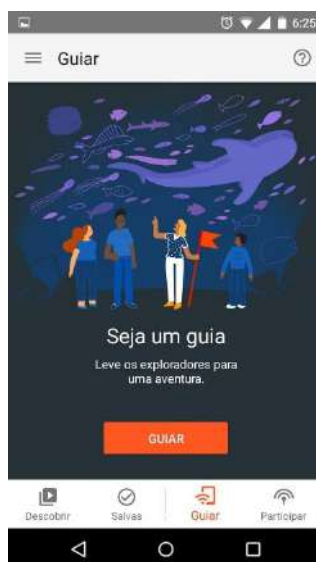 6:25
Guiar
Seja um guia
Leve os exploradores para
uma aventura.
GUIAR
Descobrir
Salvas
Guiar
Participar